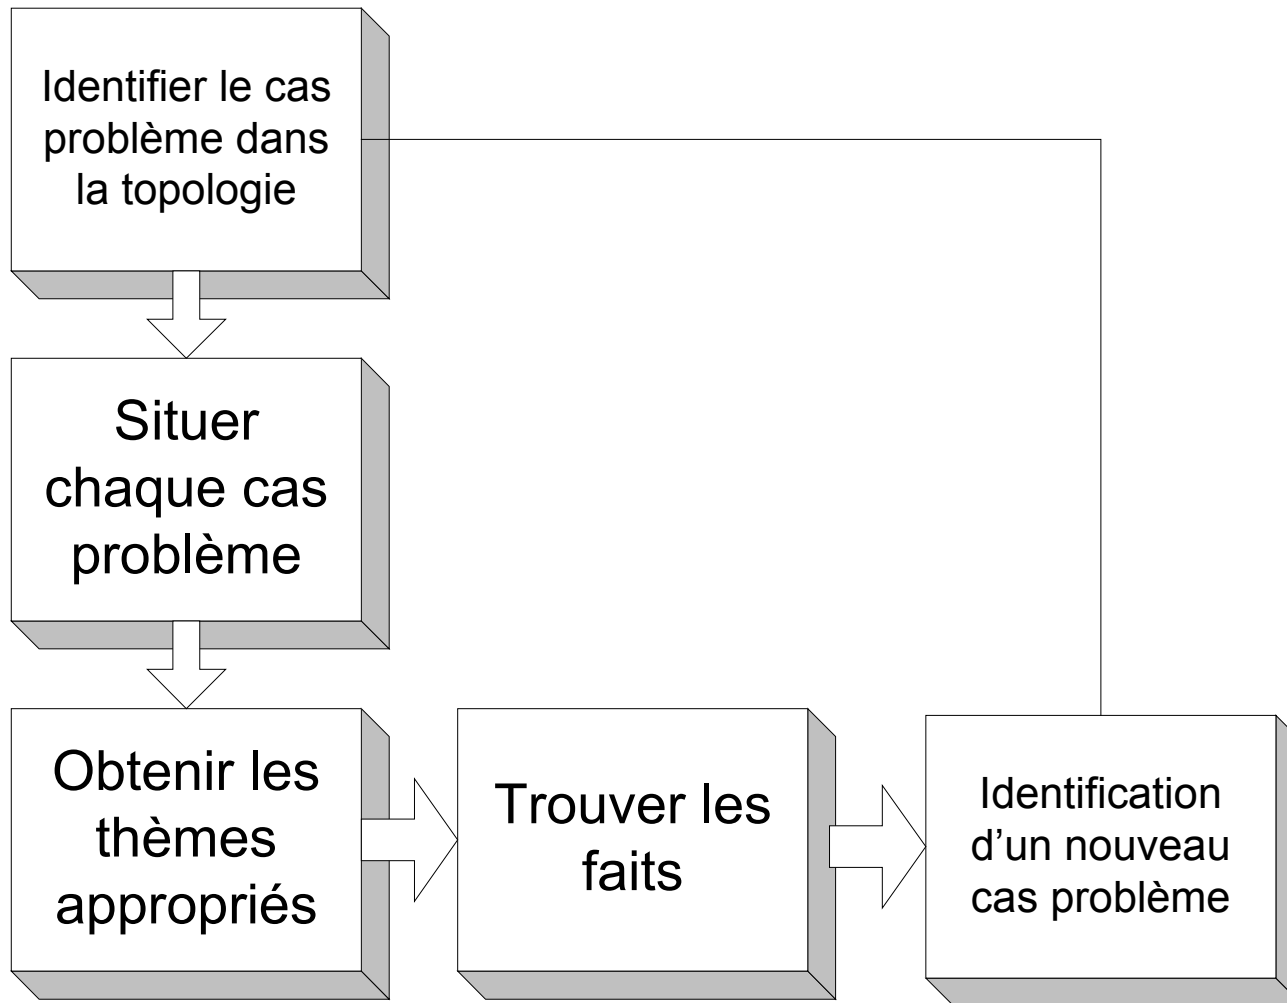 Identifier le cas
problème dans
la topologie
Situer
chaque cas
problème
Obtenir les
thèmes
appropriés
Trouver les
faits
Identification
d'un nouveau
cas problème